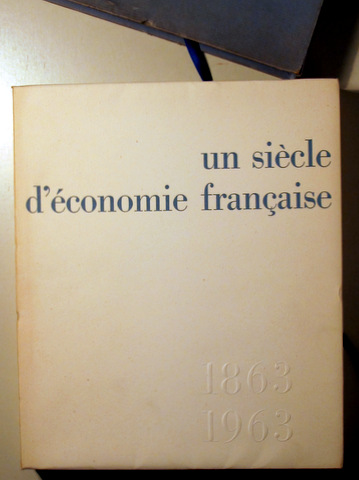 un siècle
d'économie française
1863
1963